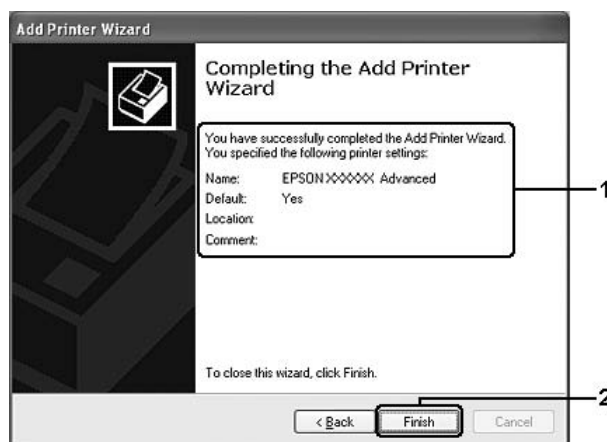 Add Printer Wizard
Completing the Add Printer
Wizard
You have successfully completed the Add Printer Wizard.
You specified the following printer settings:
Name: EPSON XXXXXX Advanced
Default: Yes
Location:
Comment:
1
To close this wizard, click Finish.
2
< Back Finish Cancel